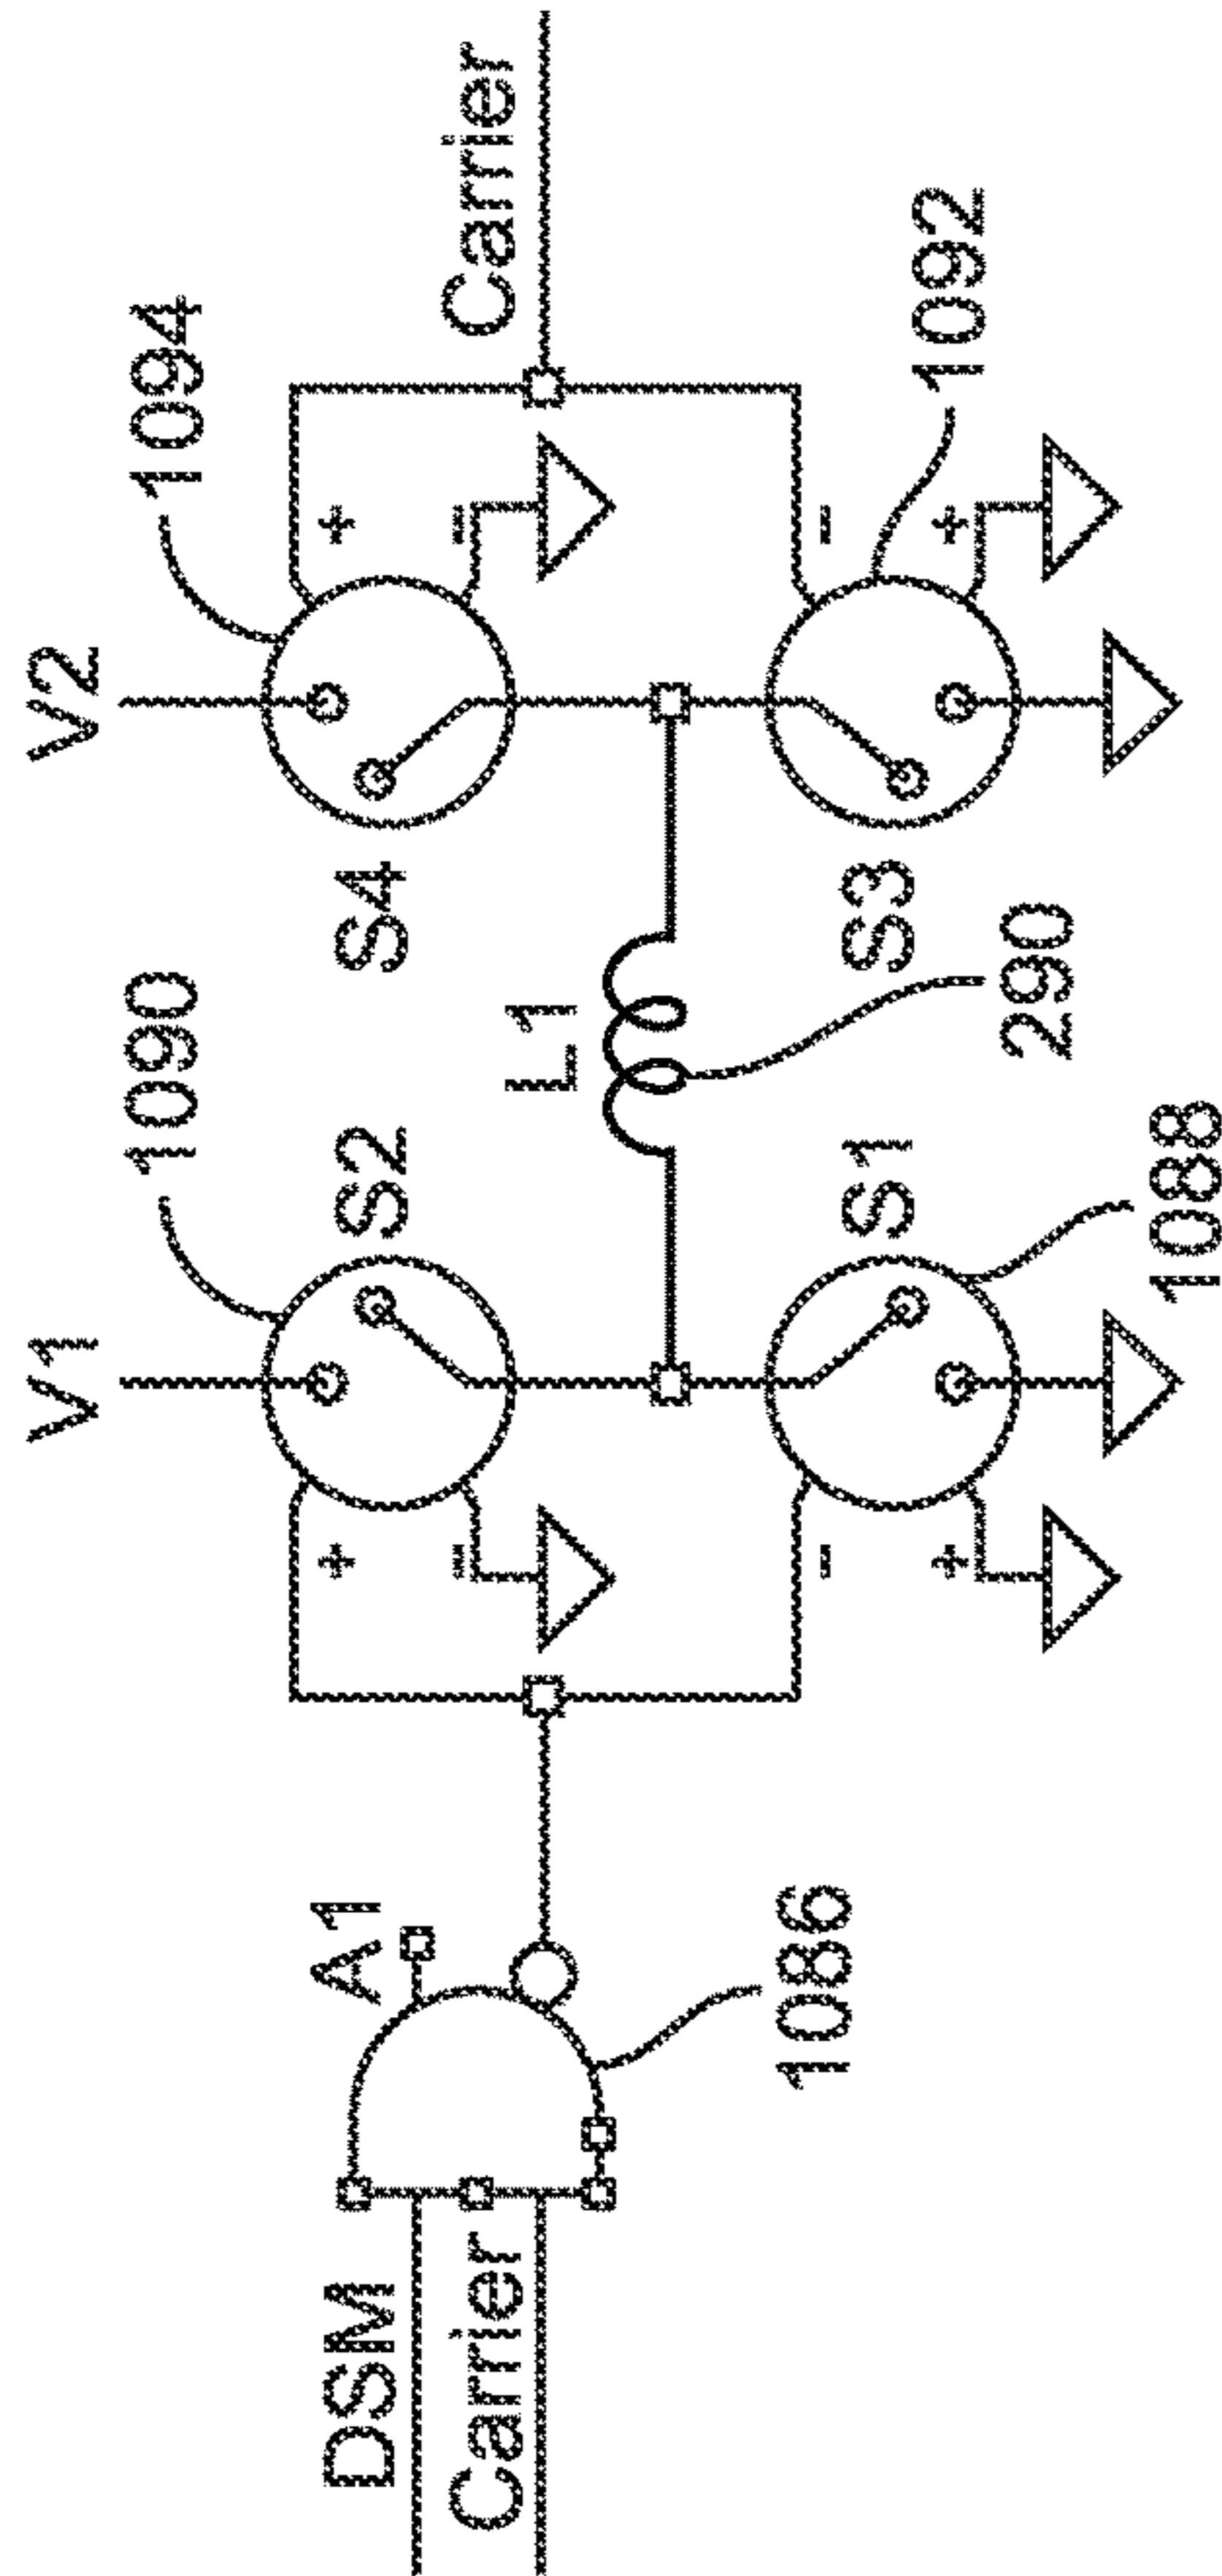 V1
V2
1090
1094
S2
S4
+
+
-
-
A1
DSM
Carrier
Carrier
L1
1086
-
-
S1
S3
+
+
290
1092
1088